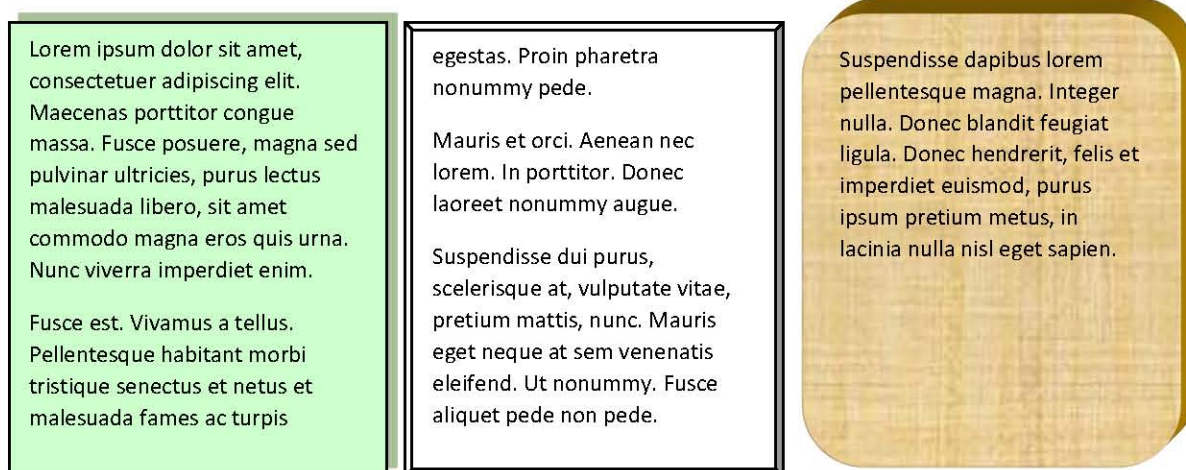 Lorem ipsum dolor sit amet,
consectetuer adipiscing elit.
Maecenas porttitor congue
massa. Fusce posuere, magna sed
pulvinar ultricies, purus lectus
malesuada libero, sit amet
commodo magna eros quis urna.
Nunc viverra imperdiet enim.
Fusce est. Vivamus a tellus.
Pellentesque habitant morbi
tristique senectus et netus et
malesuada fames ac turpis
egestas. Proin pharetra
nonummy pede.
Mauris et orci. Aenean nec
lorem. In porttitor. Donec
laoreet nonummy augue.
Suspendisse dui purus,
scelerisque at, vulputate vitae,
pretium mattis, nunc. Mauris
eget neque at sem venenatis
eleifend. Ut nonummy. Fusce
aliquet pede non pede.
Suspendisse dapibus lorem
pellentesque magna. Integer
nulla. Donec blandit feugiat
ligula. Donec hendrerit, felis et
imperdiet euismod, purus
ipsum pretium metus, in
lacinia nulla nisl eget sapien.